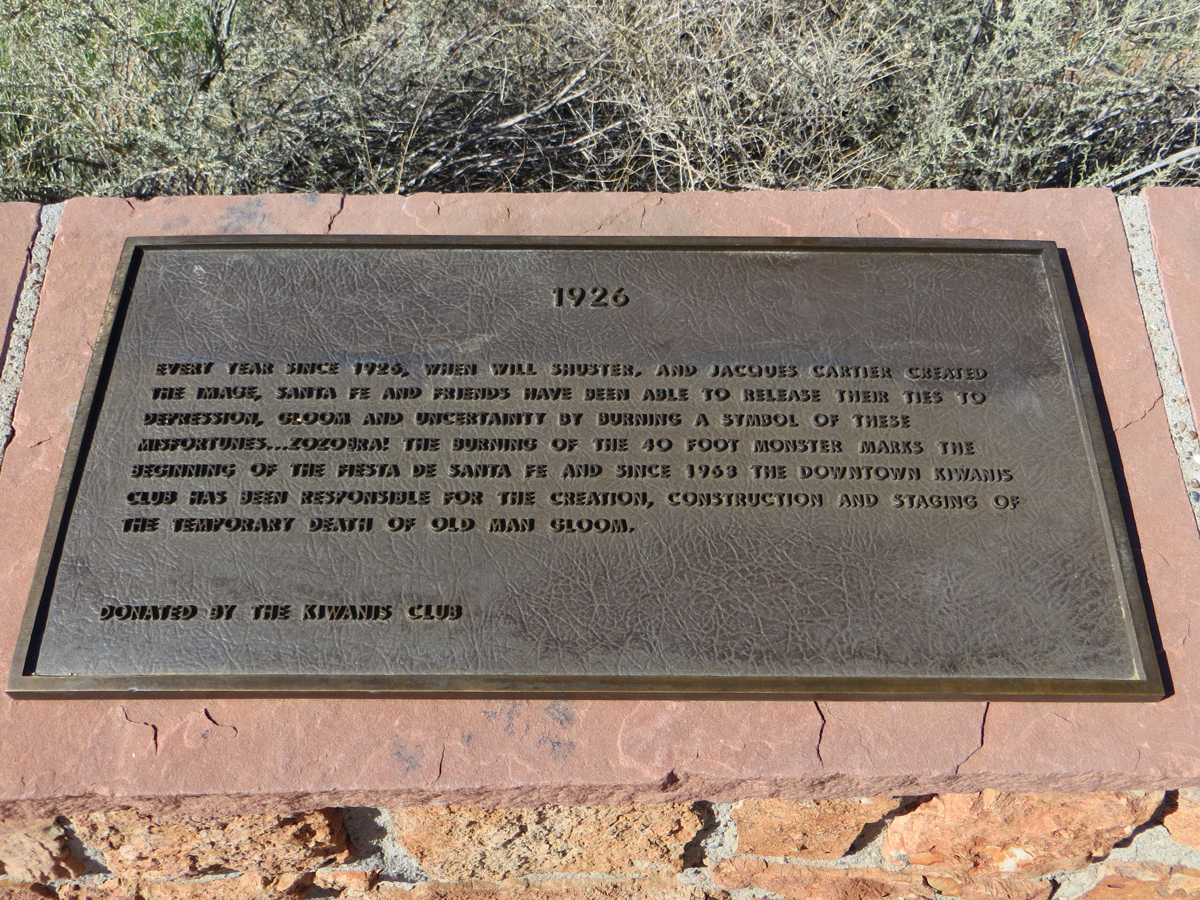 1926
EVERY YEAR SINCE 1926, WHEN WILL SHUSTER, AND JACQUES CARTIER CREATED
THE IMAGE, SANTA FE AND FRIENDS HAVE BEEN ABLE TO RELEASE THEIR TIES TO
DEPRESSION, GLOOM AND UNCERTAINTY BY BURNING A SYMBOL OF THESE
MISFORTUNES...ZOZOBRA! THE BURNING OF THE 40 FOOT MONSTER MARKS THE
BEGINNING OF THE FIESTA DE SANTA FE AND SINCE 1963 THE DOWNTOWN KIWANIS
CLUB HAS BEEN RESPONSIBLE FOR THE CREATION, CONSTRUCTION AND STAGING OF
THE TEMPORARY DEATH OF OLD MAN GLOOM.
DONATED BY THE KIWANIS CLUB